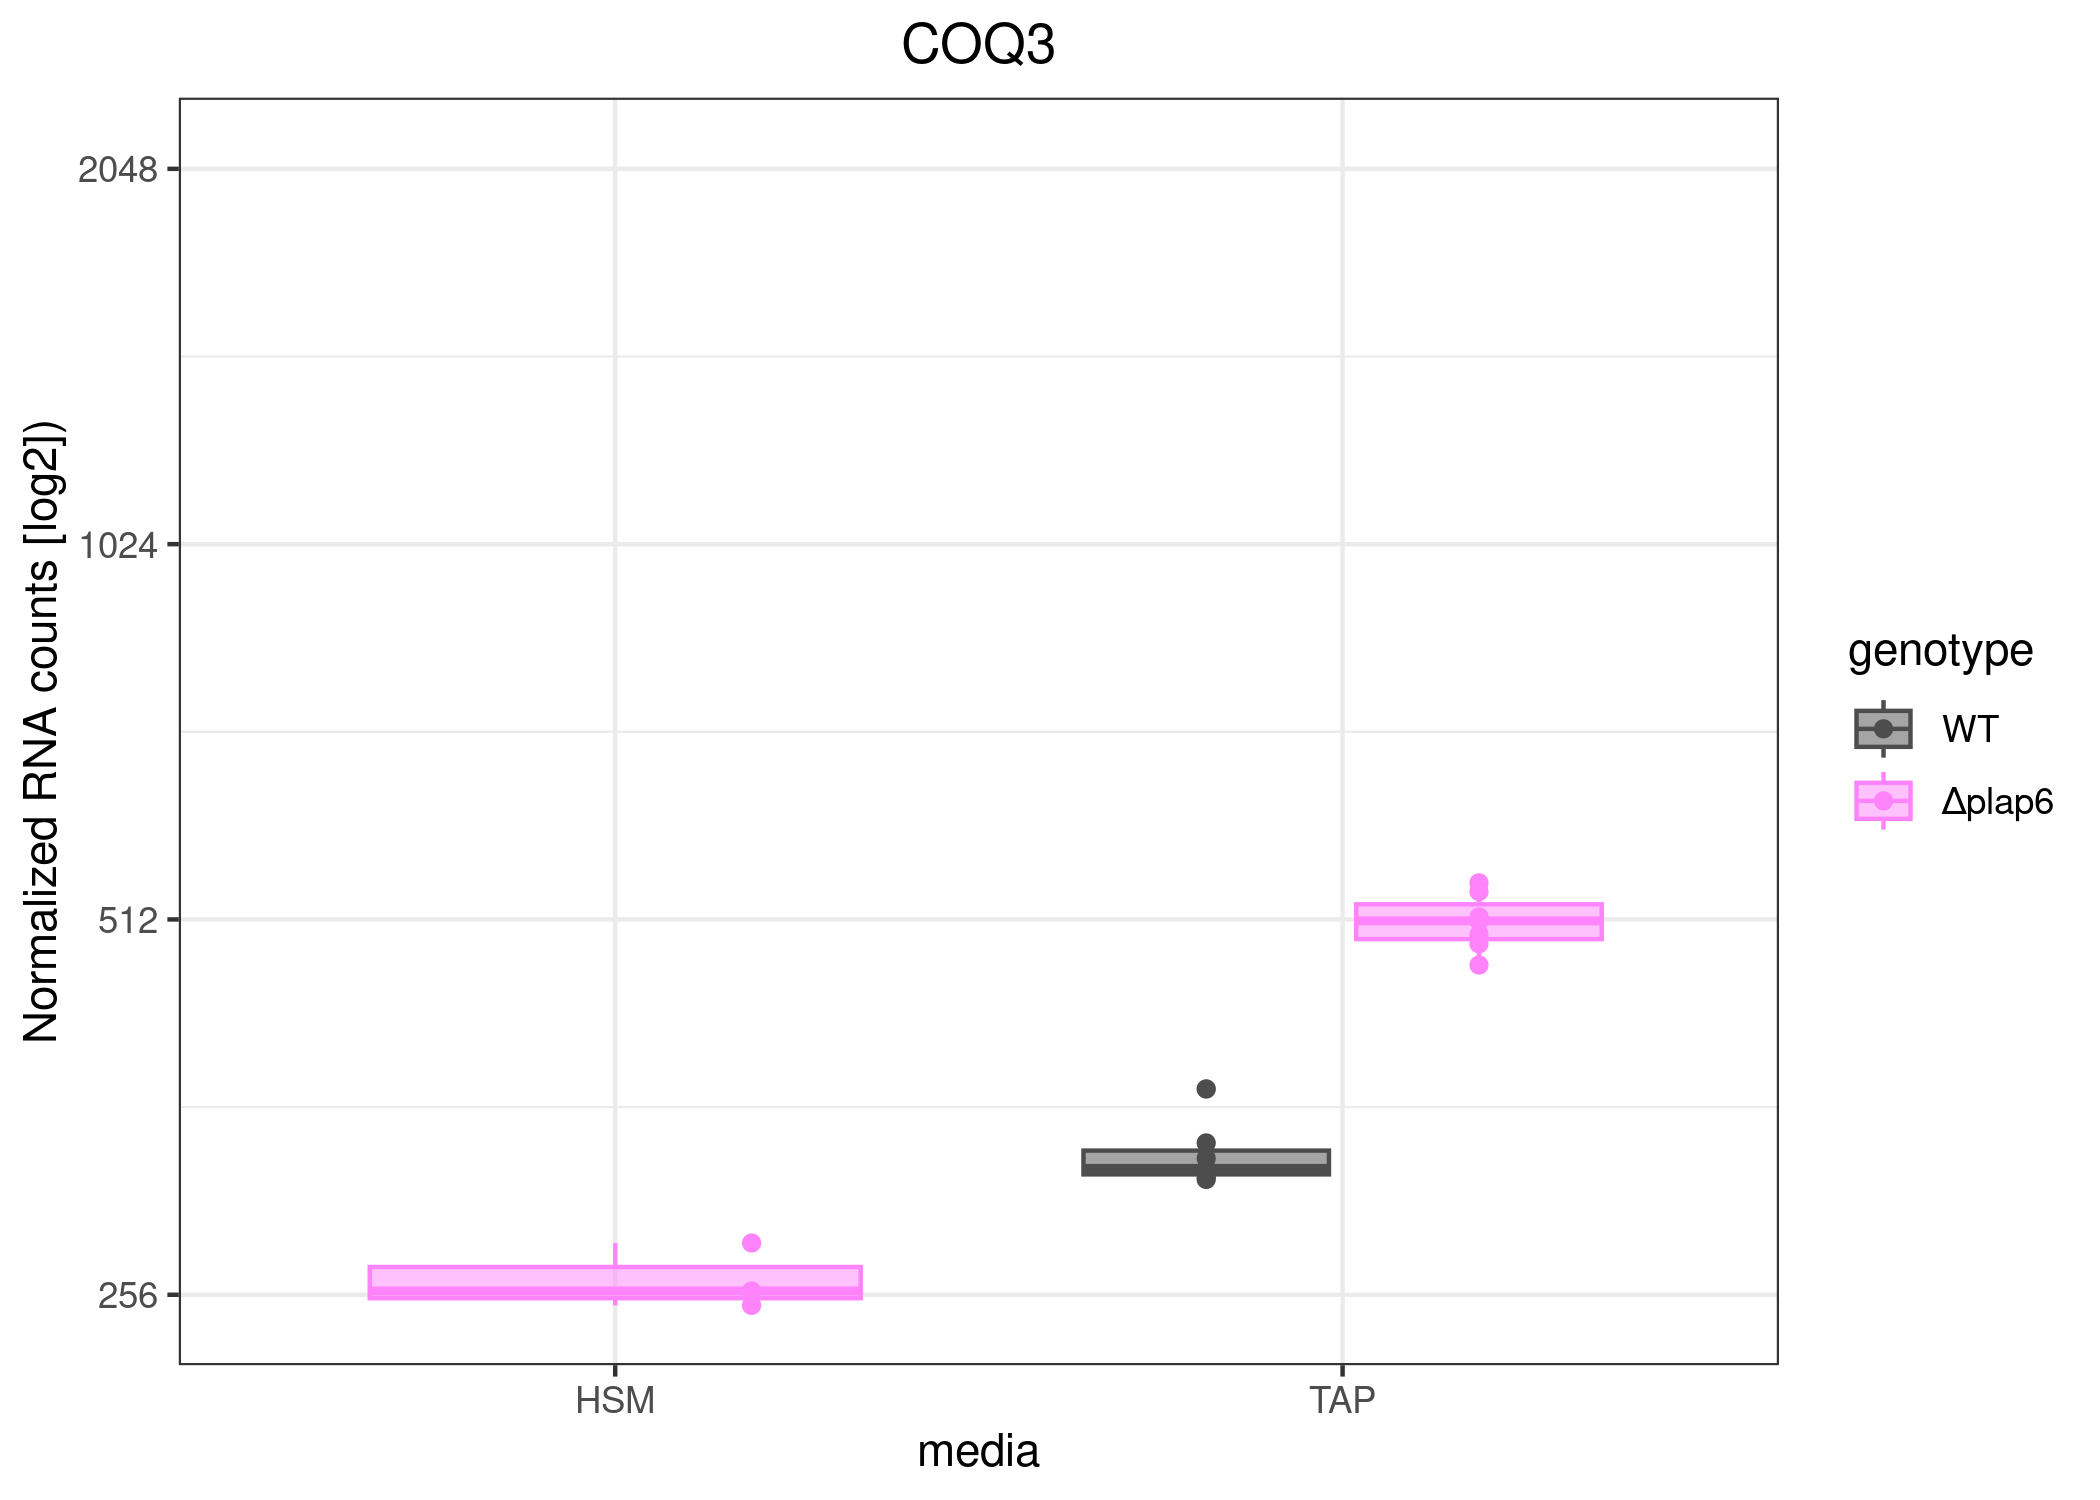 COQ3
Normalized RNA counts [log2])
2048
1024
512
256
HSM
TAP
media
genotype
WT
Δplap6